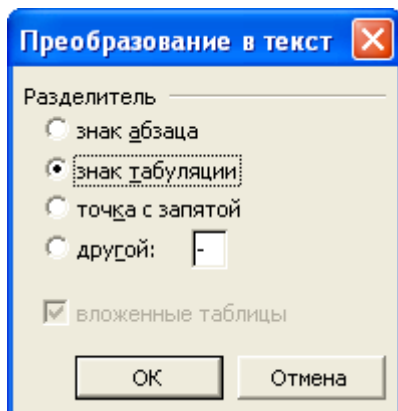 Преобразование в текст
Разделитель
знак абзаца
знак табуляции
точка с запятой
другой: -
вложенные таблицы
ОК Отмена